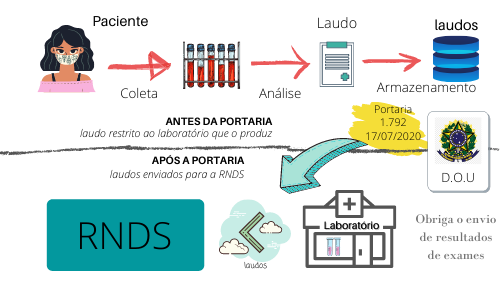 Paciente
Laudo
laudos
Coleta
Análise
Armazenamento
ANTES DA PORTARIA
laudo restrito ao laboratório que o produz
Portaria
1.792
17/07/2020
APÓS A PORTARIA
laudos enviados para a RNDS
D.O.U
RNDS
laudos
Laboratório
Obriga o envio
de resultados
de exames